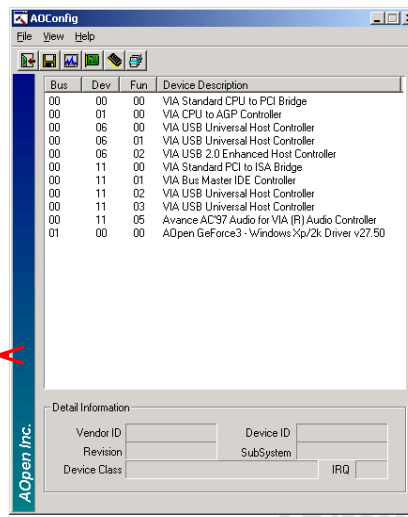 AOConfig
File View Help
Bus Dev Fun Device Description
00 00 00 VIA Standard CPU to PCI Bridge
00 01 00 VIA CPU to AGP Controller
00 06 00 VIA USB Universal Host Controller
00 06 01 VIA USB Universal Host Controller
00 06 02 VIA USB 2.0 Enhanced Host Controller
00 11 00 VIA Standard PCI to ISA Bridge
00 11 01 VIA Bus Master IDE Controller
00 11 02 VIA USB Universal Host Controller
00 11 03 VIA USB Universal Host Controller
00 11 05 Avance AC'97 Audio for VIA (R) Audio Controller
01 00 00 AOpen GeForce3 - Windows Xp/2k Driver v27.50
Detail Information
Vendor ID Device ID
Revision SubSystem
Device Class IRQ
AOpen Inc.
A